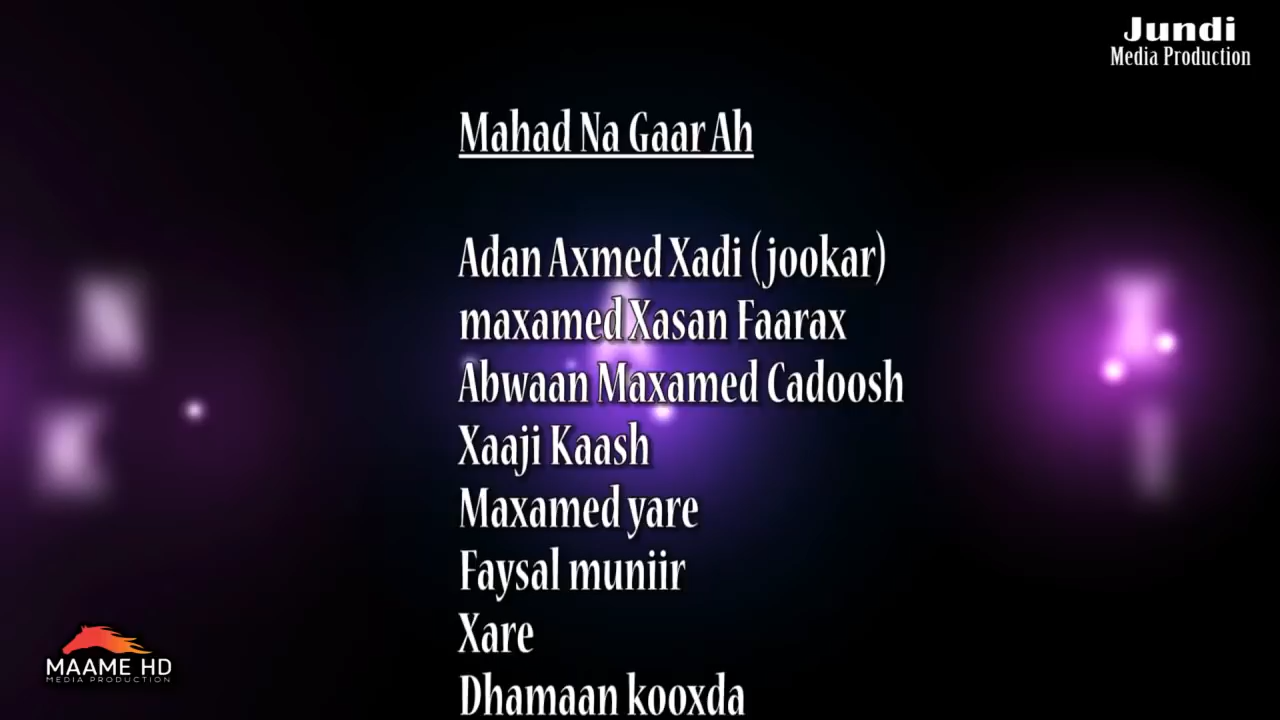 Jundi
Media Production
Mahad Na Gaar Ah
Adan Axmed Xadi (jookar)
maxamed Xasan Faarax
Abwaan Maxamed Cadoosh
Xaaji Kaash
Maxamed yare
Faysal muniir
Xare
Dhamaan kooxda
MAAME HD
MEDIA PRODUCTION